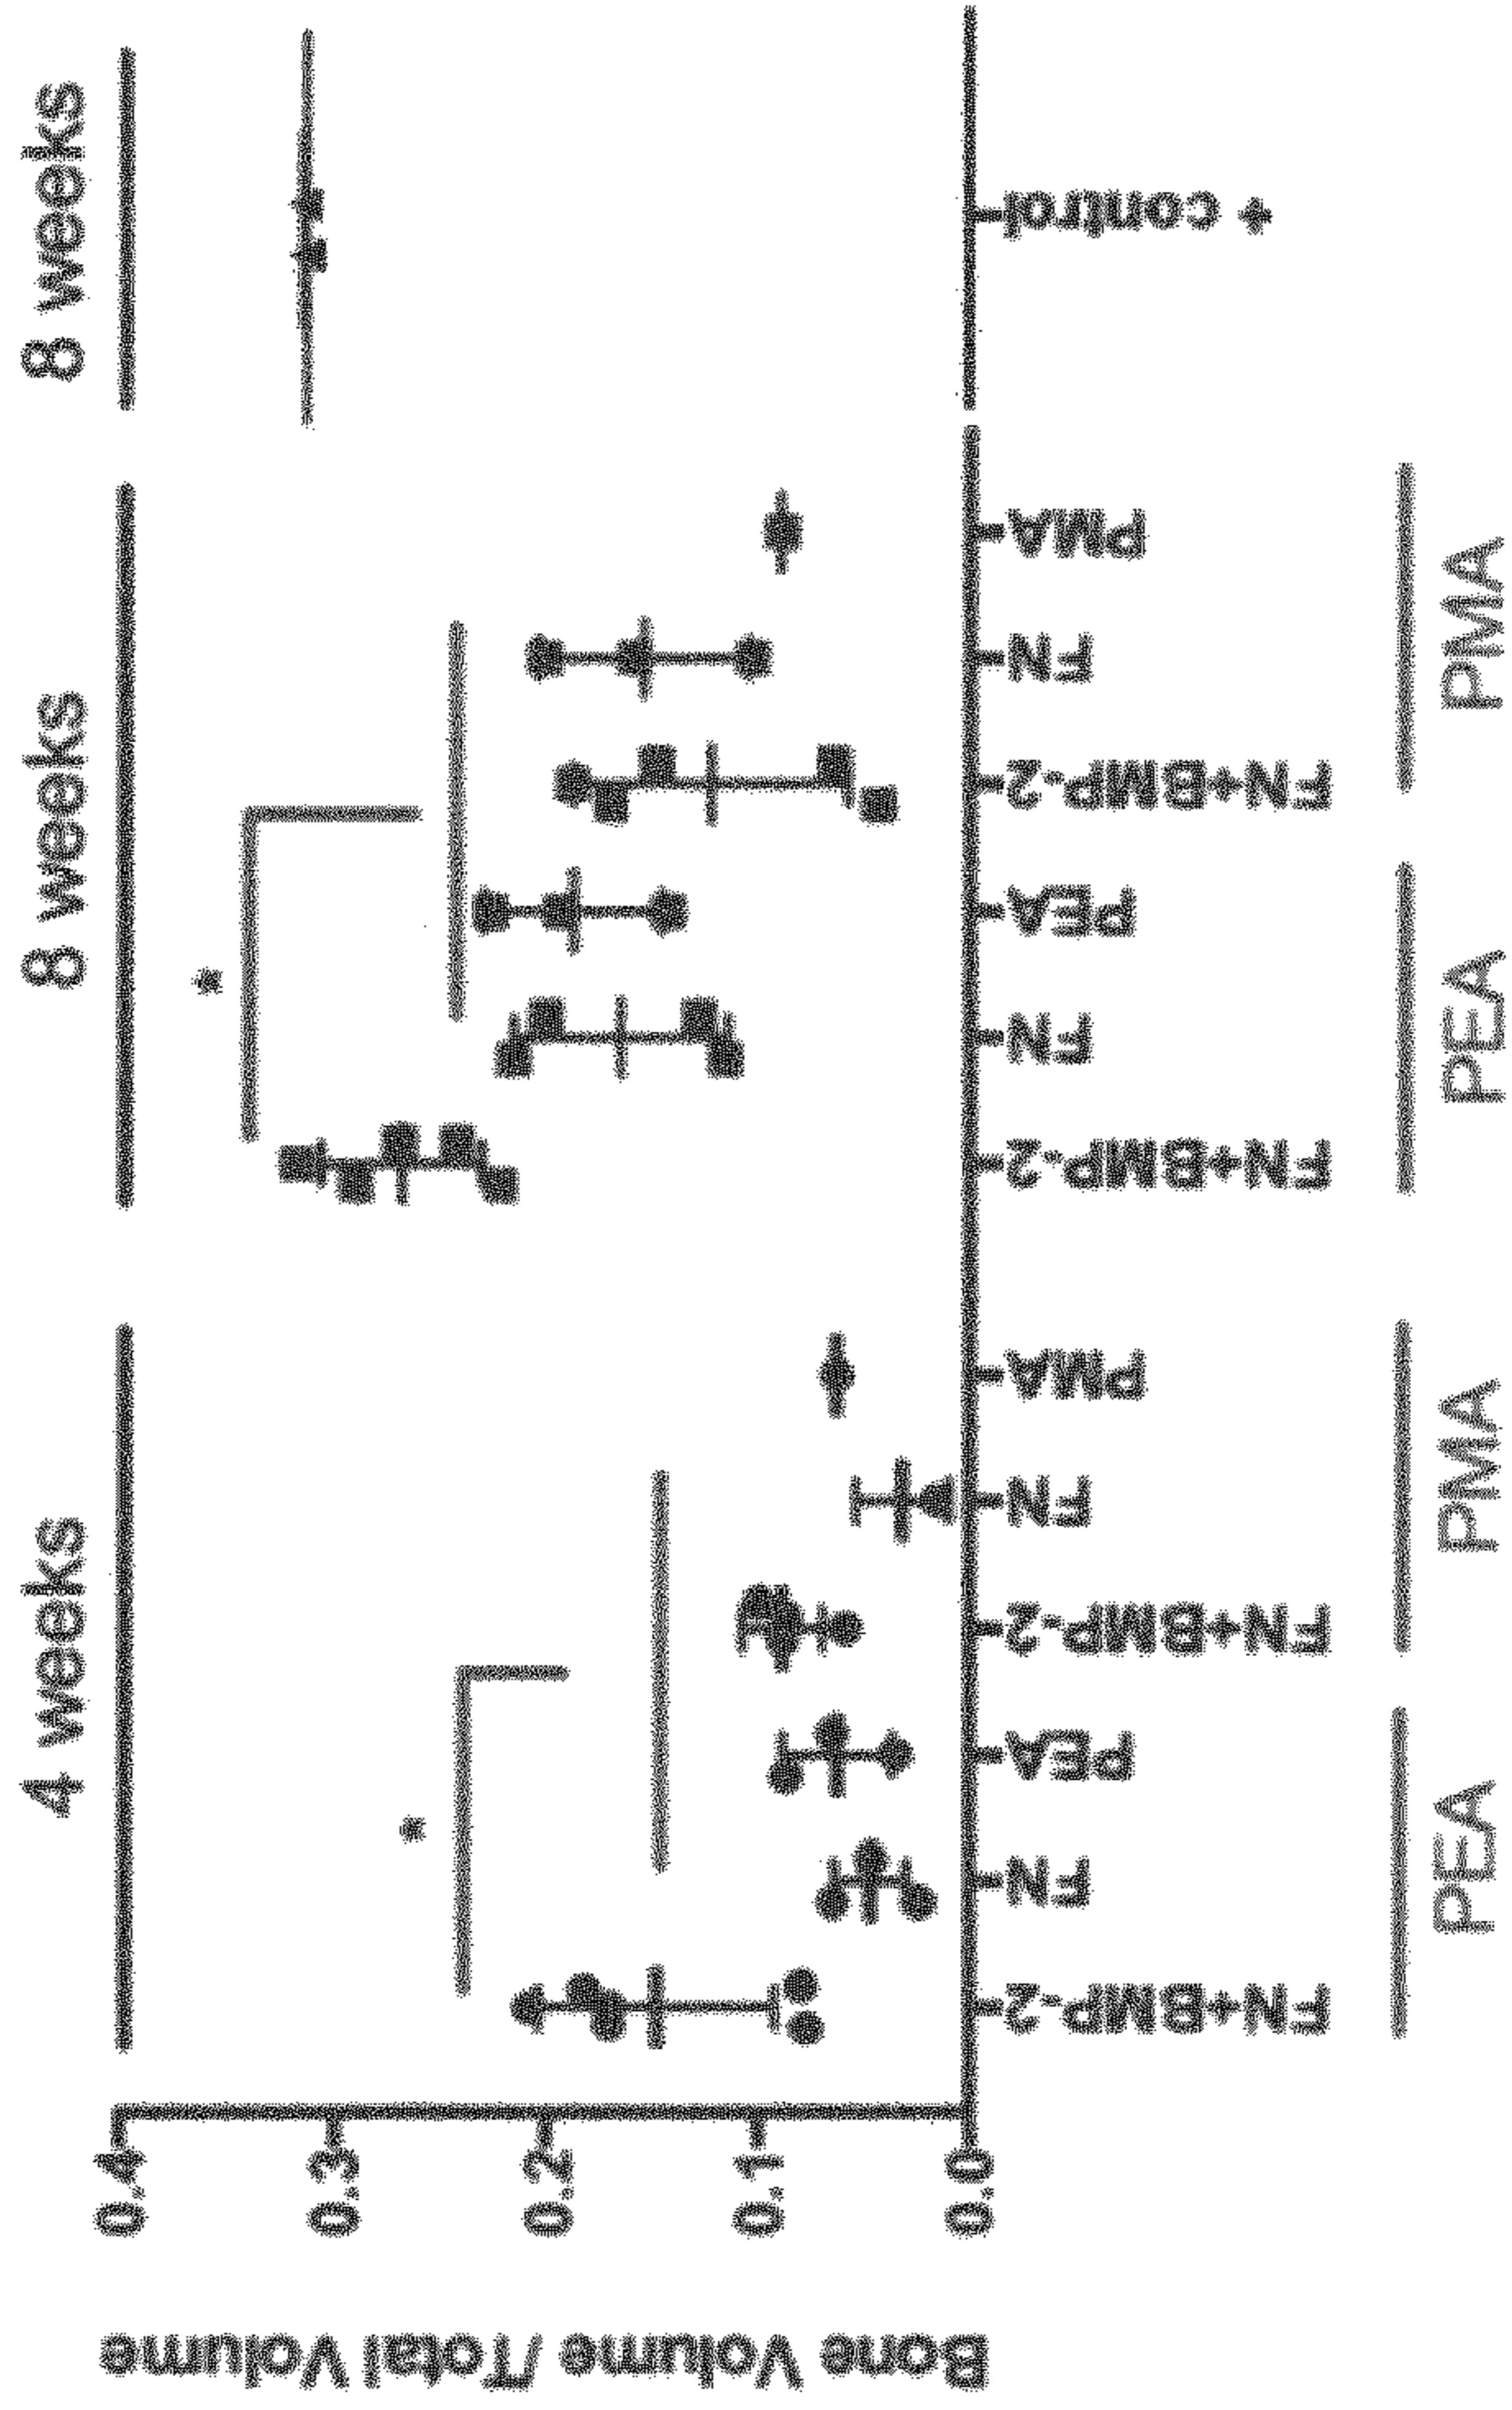 4 weeks
8 weeks
8 weeks
*
*
Bone Volume /Total Volume
0.4
0.3
0.2
0.1
0.0
FN+BMP-2
FN
PEA
FN+BMP-2
FN
PMA
FN+BMP-2
FN
PEA
FN+BMP-2
FN
PMA
+ control
PEA
PMA
PEA
PMA